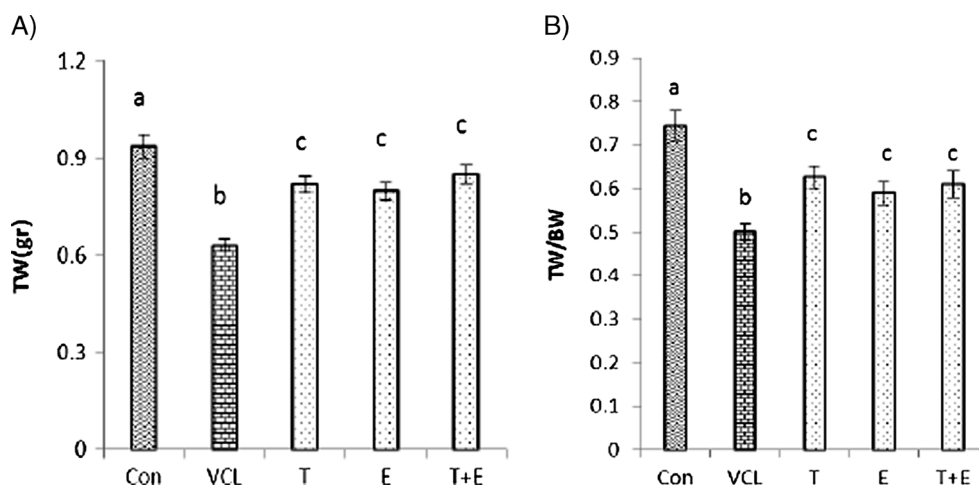 A)
TW(gr)
1.2
0.9
0.6
0.3
0
a
b
c
c
c
Con VCL T E T+E
B)
TW/BW
0.9
0.8
0.7
0.6
0.5
0.4
0.3
0.2
0.1
0
a
b
c
c
c
Con VCL T E T+E